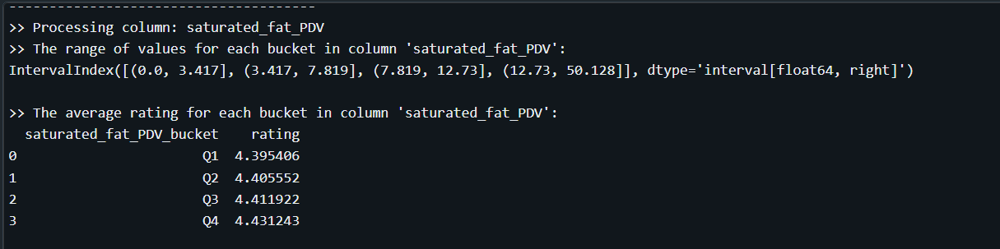 ---------------------------------------
>> Processing column: saturated_fat_PDV
>> The range of values for each bucket in column 'saturated_fat_PDV':
IntervalIndex([(0.0, 3.417], (3.417, 7.819], (7.819, 12.73], (12.73, 50.128]], dtype='interval[float64, right]')
>> The average rating for each bucket in column 'saturated_fat_PDV':
saturated_fat_PDV_bucket rating
0 Q1 4.395406
1 Q2 4.405552
2 Q3 4.411922
3 Q4 4.431243